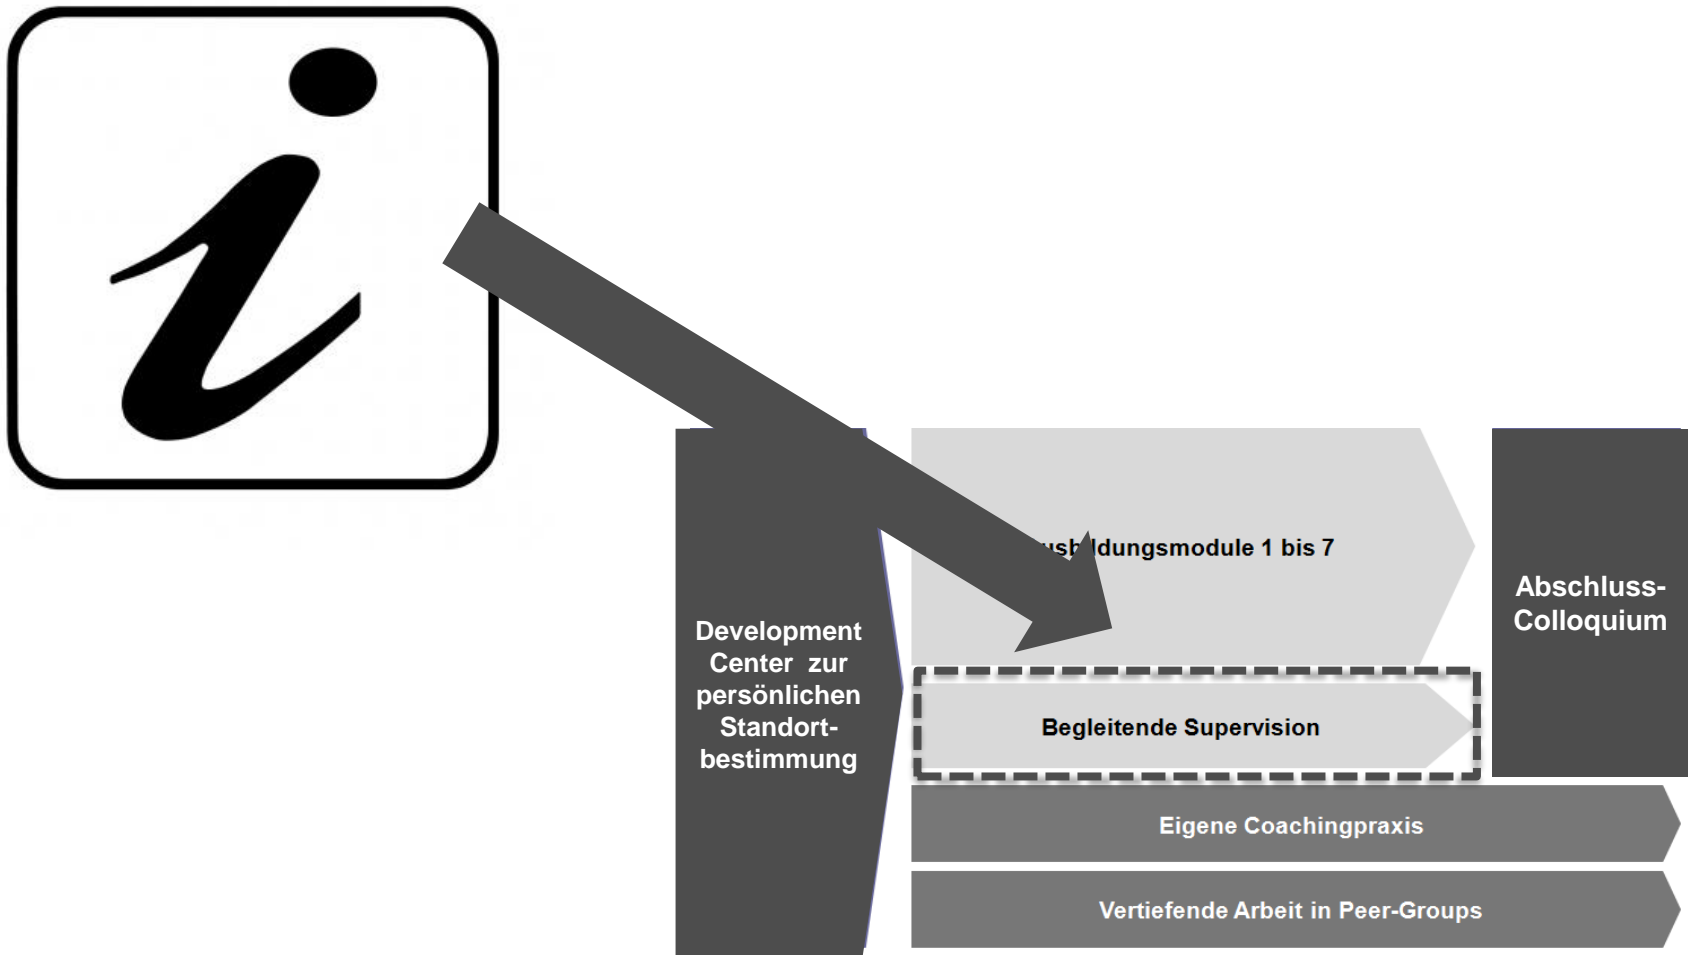 usbildungsmodule 1 bis 7
Abschluss-
Colloquium
Development
Center zur
persönlichen
Standort-
bestimmung
Begleitende Supervision
Eigene Coachingpraxis
Vertiefende Arbeit in Peer-Groups